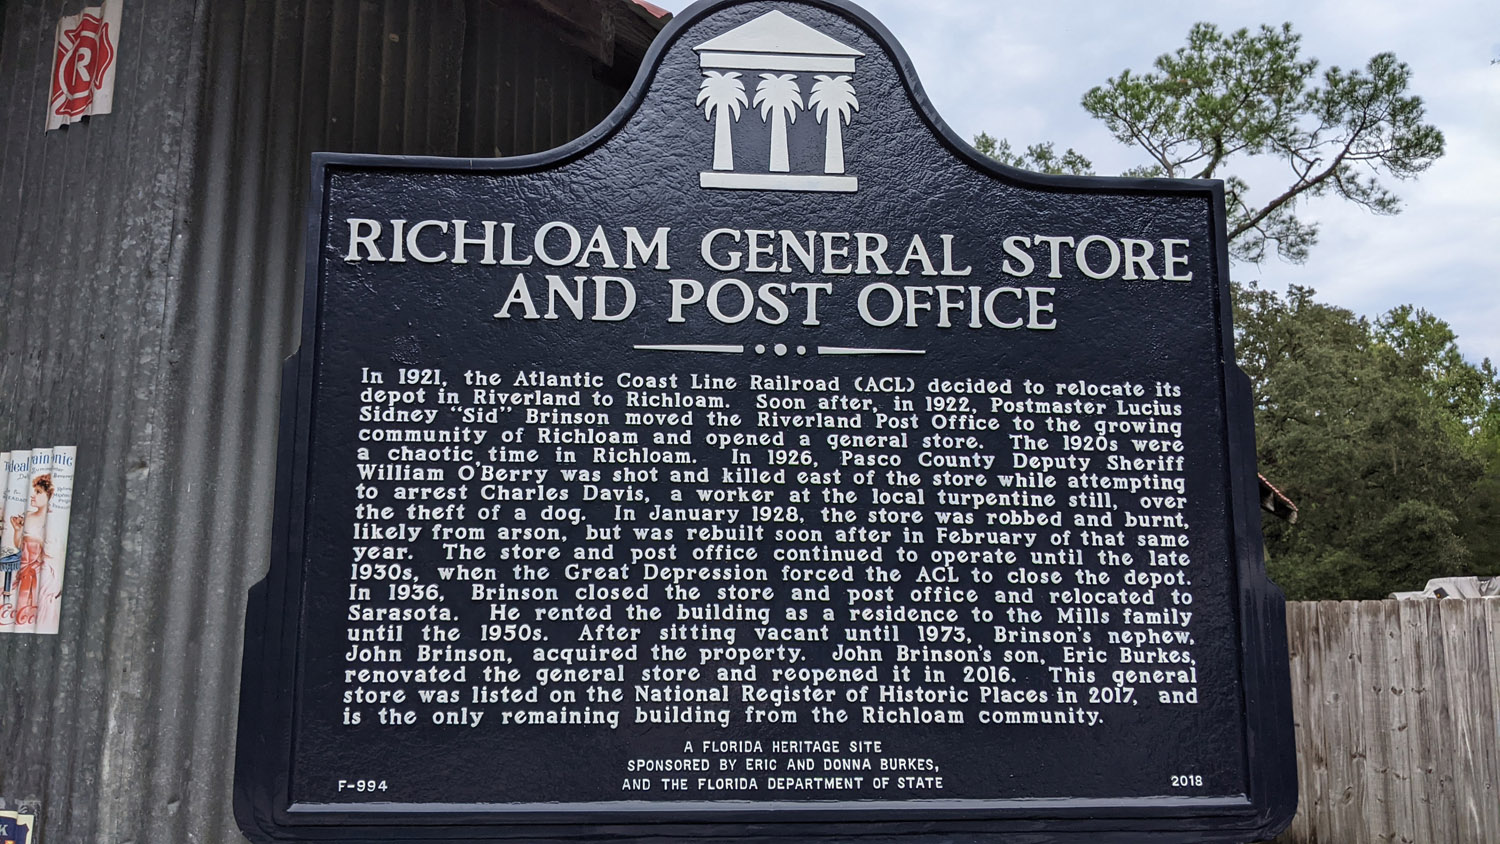 R
RICHLOAM GENERAL STORE
AND POST OFFICE
In 1921, the Atlantic Coast Line Railroad (ACL) decided to relocate its
depot in Riverland to Richloam. Soon after, in 1922, Postmaster Lucius
Sidney "Sid" Brinson moved the Riverland Post Office to the growing
community of Richloam and opened a general store. The 1920s were
a chaotic time in Richloam. In 1926, Pasco County Deputy Sheriff
William O'Berry was shot and killed east of the store while attempting
to arrest Charles Davis, a worker at the local turpentine still, over
the theft of a dog. In January 1928, the store was robbed and burnt,
likely from arson, but was rebuilt soon after in February of that same
year. The store and post office continued to operate until the late
1930s, when the Great Depression forced the ACL to close the depot.
In 1936, Brinson closed the store and post office and relocated to
Sarasota. He rented the building as a residence to the Mills family
until the 1950s. After sitting vacant until 1973, Brinson's nephew,
John Brinson, acquired the property. John Brinson's son, Eric Burkes,
renovated the general store and reopened it in 2016. This general
store was listed on the National Register of Historic Places in 2017, and
is the only remaining building from the Richloam community.
A FLORIDA HERITAGE SITE
SPONSORED BY ERIC AND DONNA BURKES,
AND THE FLORIDA DEPARTMENT OF STATE
F-994
2018
Coca-Cola